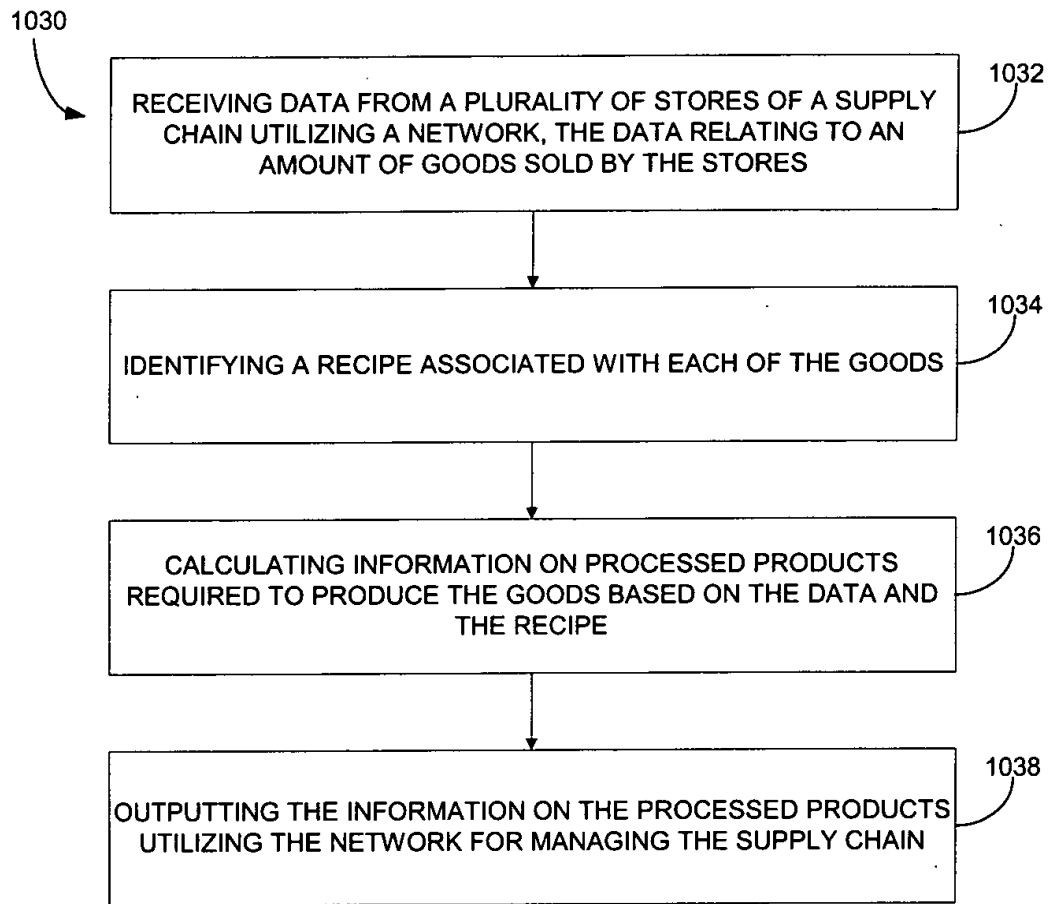 1030
1032
RECEIVING DATA FROM A PLURALITY OF STORES OF A SUPPLY
CHAIN UTILIZING A NETWORK, THE DATA RELATING TO AN
AMOUNT OF GOODS SOLD BY THE STORES
1034
IDENTIFYING A RECIPE ASSOCIATED WITH EACH OF THE GOODS
1036
CALCULATING INFORMATION ON PROCESSED PRODUCTS
REQUIRED TO PRODUCE THE GOODS BASED ON THE DATA AND
THE RECIPE
1038
OUTPUTTING THE INFORMATION ON THE PROCESSED PRODUCTS
UTILIZING THE NETWORK FOR MANAGING THE SUPPLY CHAIN